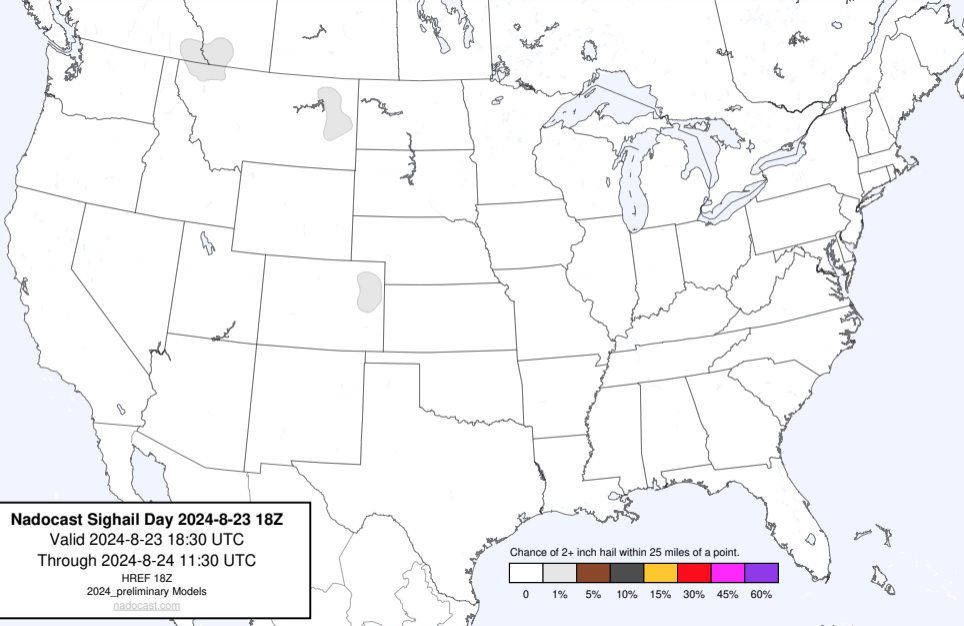 Nadocast Sighail Day 2024-8-23 18Z
Valid 2024-8-23 18:30 UTC
Through 2024-8-24 11:30 UTC
HREF 18Z
2024_preliminary Models
nadocast.com
Chance of 2+ inch hail within 25 miles of a point.
0 1% 5% 10% 15% 30% 45% 60%